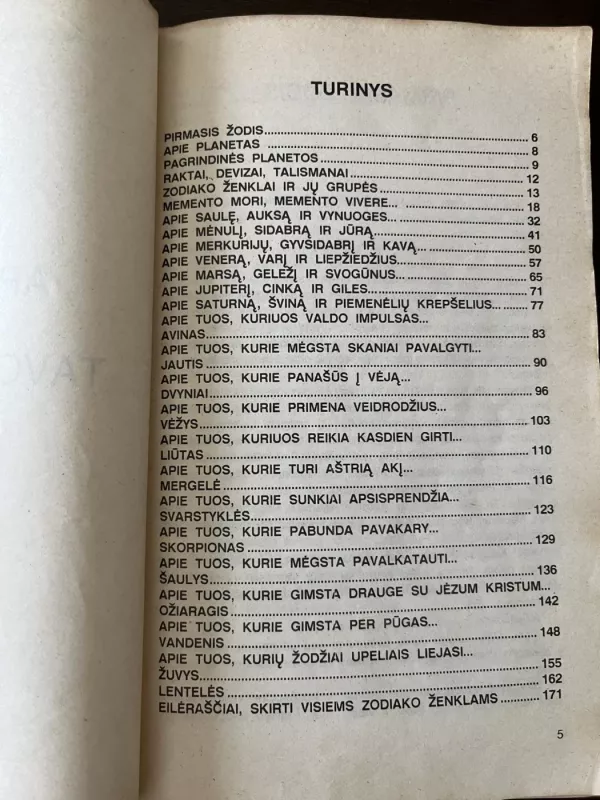 TURINYS
PIRMASIS ŽODIS........6
APIE PLANETAS ........8
PAGRINDINĖS PLANETOS........9
RAKTAI, DEVIZAI, TALISMANAI ........12
ZODIAKO ŽENKLAI IR JŲ GRUPĖS........13
MEMENTO MORI, MEMENTO VIVERE... ........18
APIE SAULĘ, AUKSĄ IR VYNUOGES........32
APIE MĖNULĮ, SIDABRĄ IR JŪRĄ........41
APIE MERKURIJŲ, GYVSIDABRĮ IR KAVĄ........50
APIE VENERĄ, VARĮ IR LIEPŽIEDŽIUS........57
APIE MARSĄ, GELEŽĮ IR SVOGŪNUS........65
APIE JUPITERĮ, CINKĄ IR GILES........71
APIE SATURNĄ, ŠVINĄ IR PIEMENĖLIŲ KREPŠELIUS........77
APIE TUOS, KURIUOS VALDO IMPULSAS...
AVINAS........83
APIE TUOS, KURIE MĖGSTA SKANIAI PAVALGYTI...
JAUTIS........90
APIE TUOS, KURIE PANAŠŪS Į VĖJĄ...
DVYNIAI........96
APIE TUOS, KURIE PRIMENA VEIDRODŽIUS...
VĖŽYS........103
APIE TUOS, KURIUOS REIKIA KASDIEN GIRTI...
LIŪTAS........110
APIE TUOS, KURIE TURI AŠTRIĄ AKĮ...
MERGELĖ........116
APIE TUOS, KURIE SUNKIAI APSISPRENDŽIA...
SVARSTYKLĖS........123
APIE TUOS, KURIE PABUNDA PAVAKARY...
SKORPIONAS........129
APIE TUOS, KURIE MĖGSTA PAVALKATAUTI...
ŠAULYS........136
APIE TUOS, KURIE GIMSTA DRAUGE SU JĖZUM KRISTUM...
OŽIARAGIS........142
APIE TUOS, KURIE GIMSTA PER PŪGAS...
VANDENIS........148
APIE TUOS, KURIŲ ŽODŽIAI UPELIAIS LIEJASI...
ŽUVYS........155
LENTELĖS........162
EILĖRAŠČIAI, SKIRTI VISIEMS ZODIAKO ŽENKLAMS........171
5